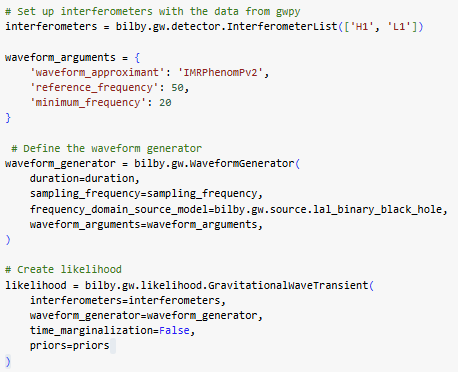 # Set up interferometers with the data from gwpy
interferometers = bilby.gw.detector.InterferometerList(['H1', 'L1'])
waveform_arguments = {
    'waveform_approximant': 'IMRPhenomPv2',
    'reference_frequency': 50,
    'minimum_frequency': 20
}
# Define the waveform generator
waveform_generator = bilby.gw.WaveformGenerator(
    duration=duration,
    sampling_frequency=sampling_frequency,
    frequency_domain_source_model=bilby.gw.source.lal_binary_black_hole,
    waveform_arguments=waveform_arguments,
)
# Create likelihood
likelihood = bilby.gw.likelihood.GravitationalWaveTransient(
    interferometers=interferometers,
    waveform_generator=waveform_generator,
    time_marginalization=False,
    priors=priors
)